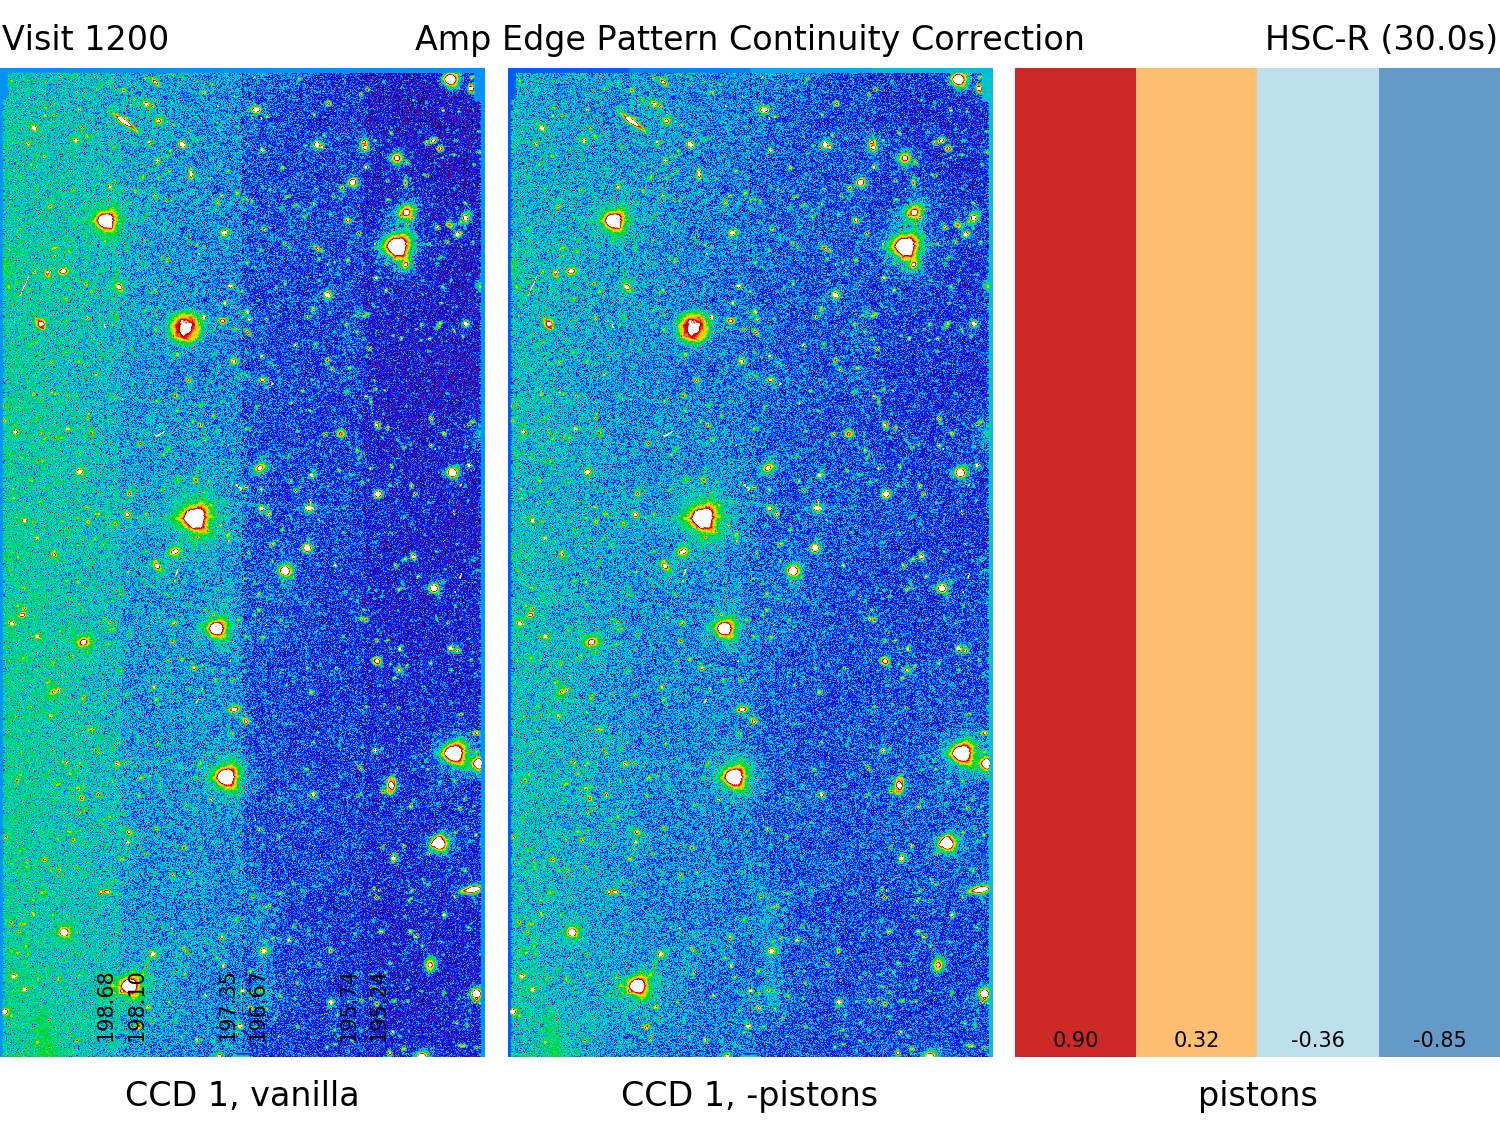 Visit 1200
Amp Edge Pattern Continuity Correction
HSC-R (30.0s)
198.68
198.10
197.35
196.67
195.74
195.24
0.90
0.32
-0.36
-0.85
CCD 1, vanilla
CCD 1, -pistons
pistons